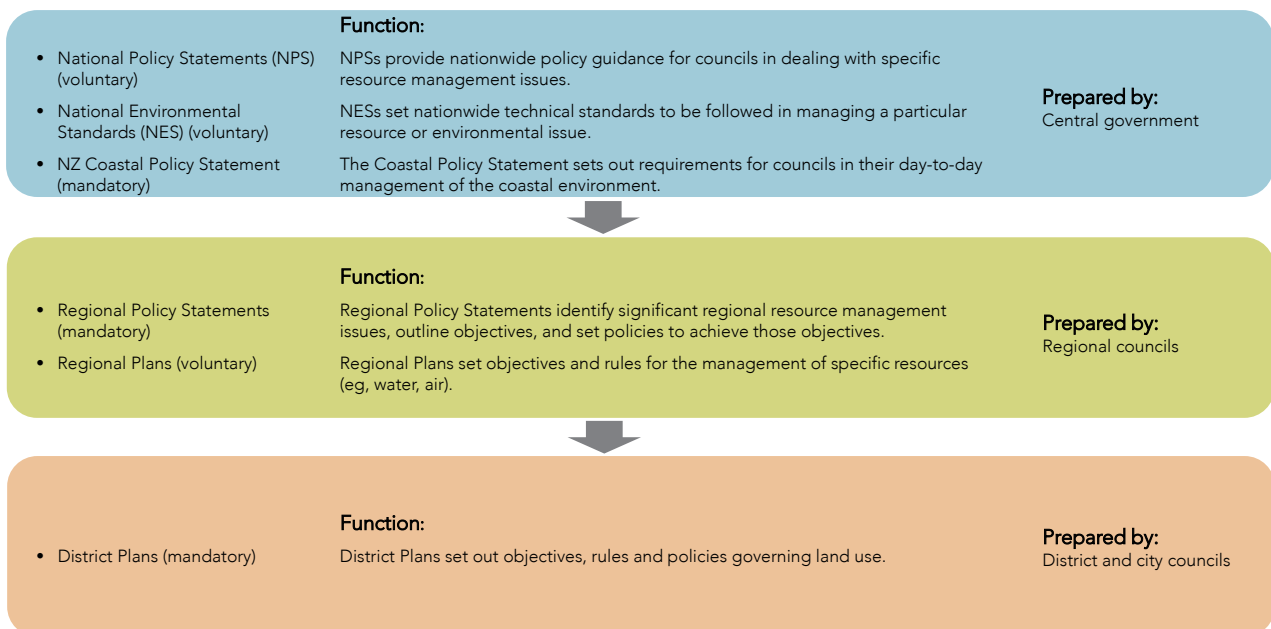 Function:
• National Policy Statements (NPS)
(voluntary)
NPSs provide nationwide policy guidance for councils in dealing with specific
resource management issues.
• National Environmental
Standards (NES) (voluntary)
NESs set nationwide technical standards to be followed in managing a particular
resource or environmental issue.
• NZ Coastal Policy Statement
(mandatory)
The Coastal Policy Statement sets out requirements for councils in their day-to-day
management of the coastal environment.
Prepared by:
Central government
Function:
• Regional Policy Statements
(mandatory)
Regional Policy Statements identify significant regional resource management
issues, outline objectives, and set policies to achieve those objectives.
• Regional Plans (voluntary)
Regional Plans set objectives and rules for the management of specific resources
(eg, water, air).
Prepared by:
Regional councils
Function:
• District Plans (mandatory)
District Plans set out objectives, rules and policies governing land use.
Prepared by:
District and city councils